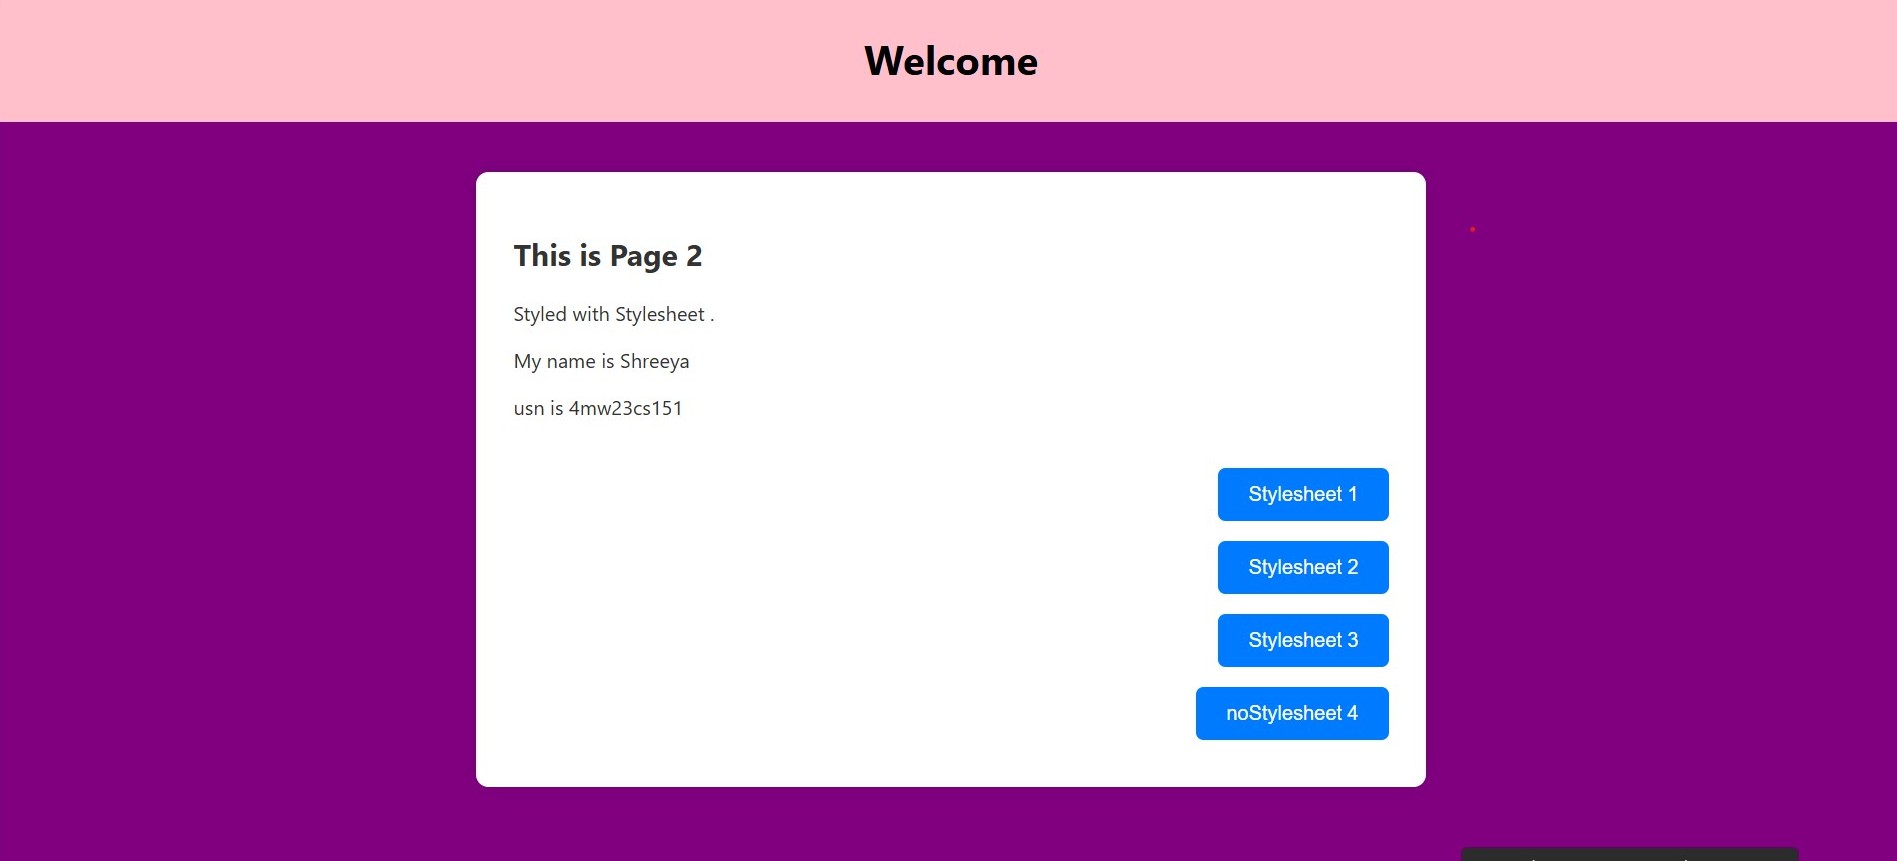 Welcome
This is Page 2
Styled with Stylesheet .
My name is Shreeya
usn is 4mw23cs151
Stylesheet 1
Stylesheet 2
Stylesheet 3
noStylesheet 4